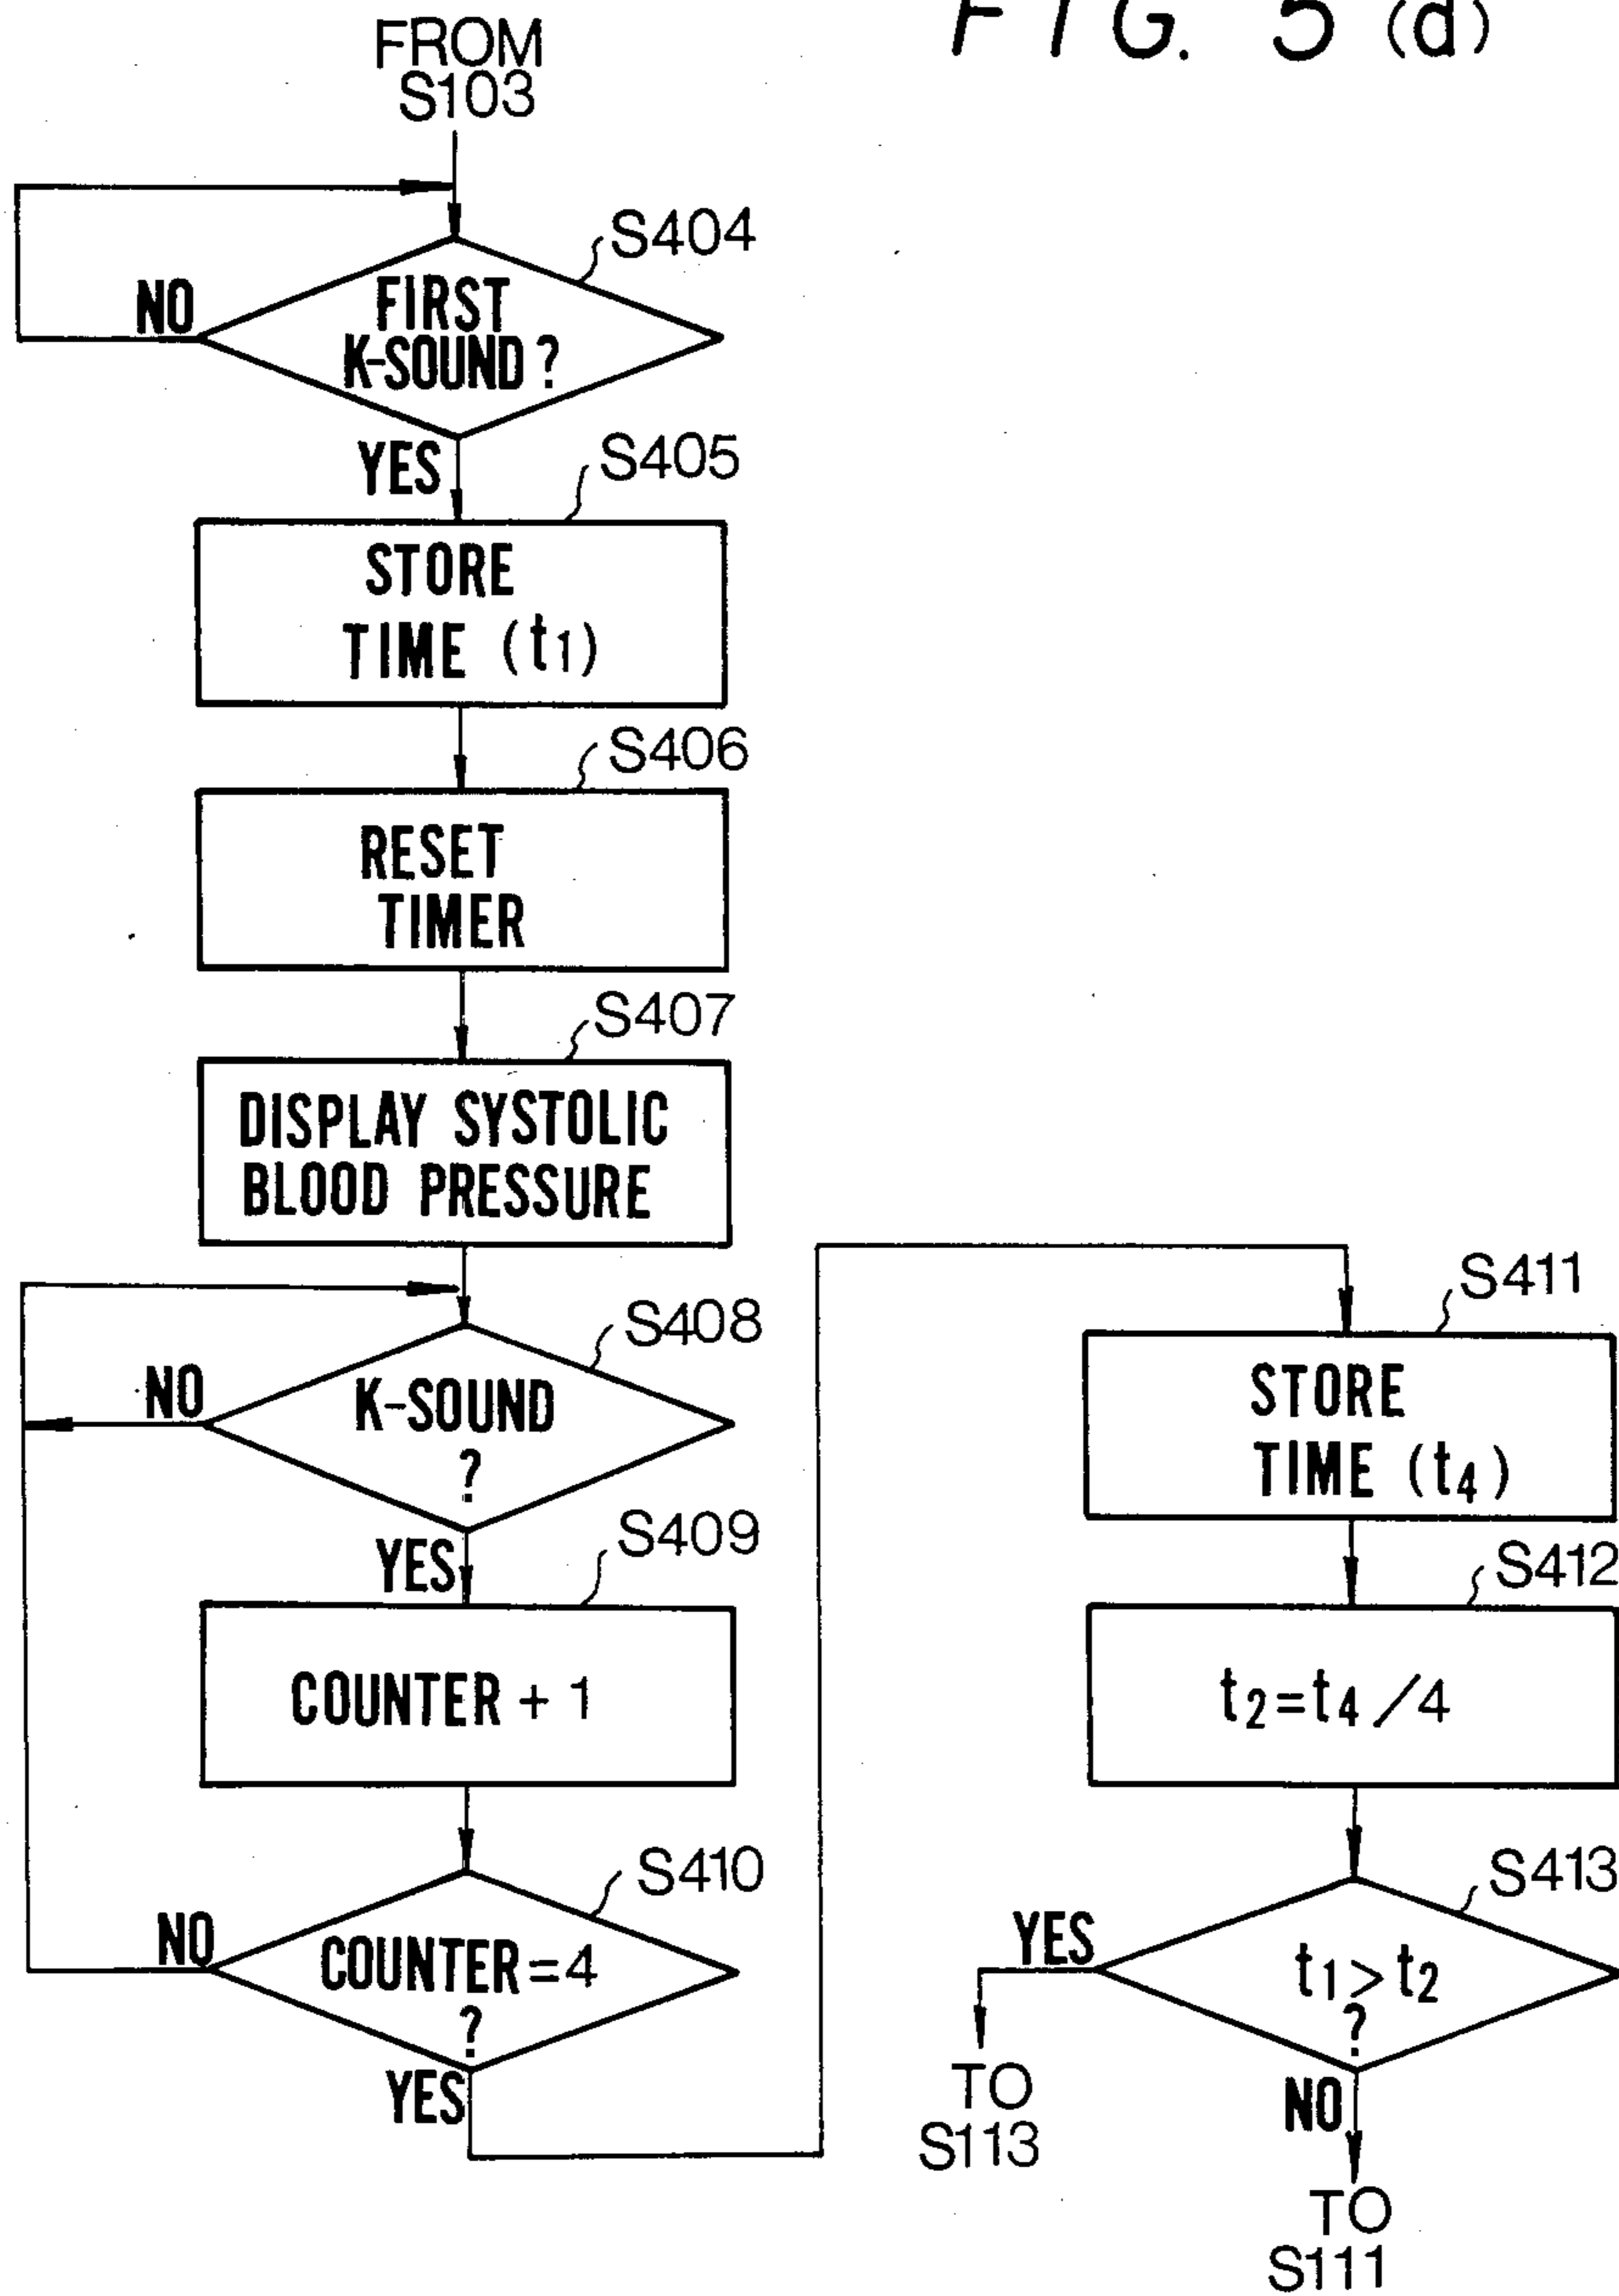 FIG. 5 (d)
FROM
S103
S404
NO
FIRST
K-SOUND?
YES
S405
STORE
TIME (t1)
S406
RESET
TIMER
S407
DISPLAY SYSTOLIC
BLOOD PRESSURE
S408
NO
K-SOUND
?
YES
S409
COUNTER + 1
S410
NO
COUNTER=4
?
YES
S411
STORE
TIME (t4)
S412
t2=t4/4
S413
YES
t1>t2
?
TO
S113
NO
TO
S111